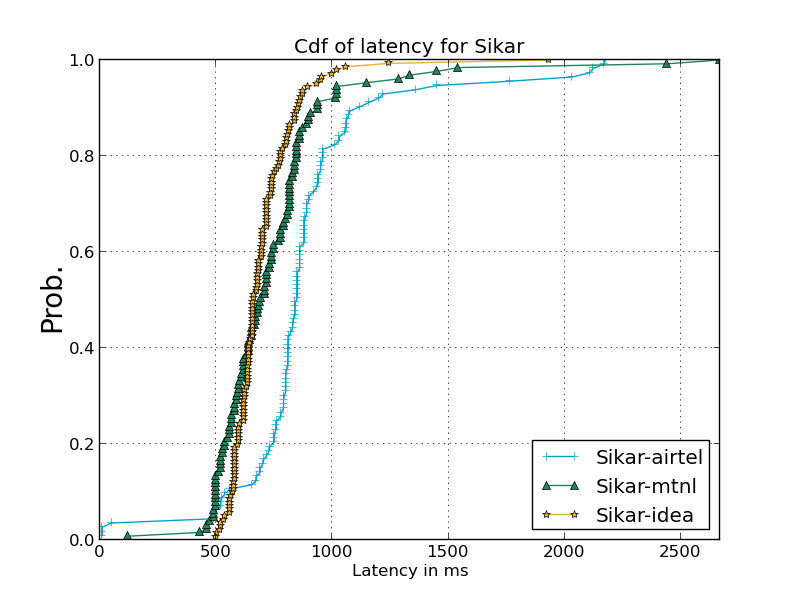 Cdf of latency for Sikar
1.0
0.8
0.6
0.4
0.2
0.0
Prob.
Sikar-airtel
Sikar-mtnl
Sikar-idea
0 500 1000 1500 2000 2500
Latency in ms